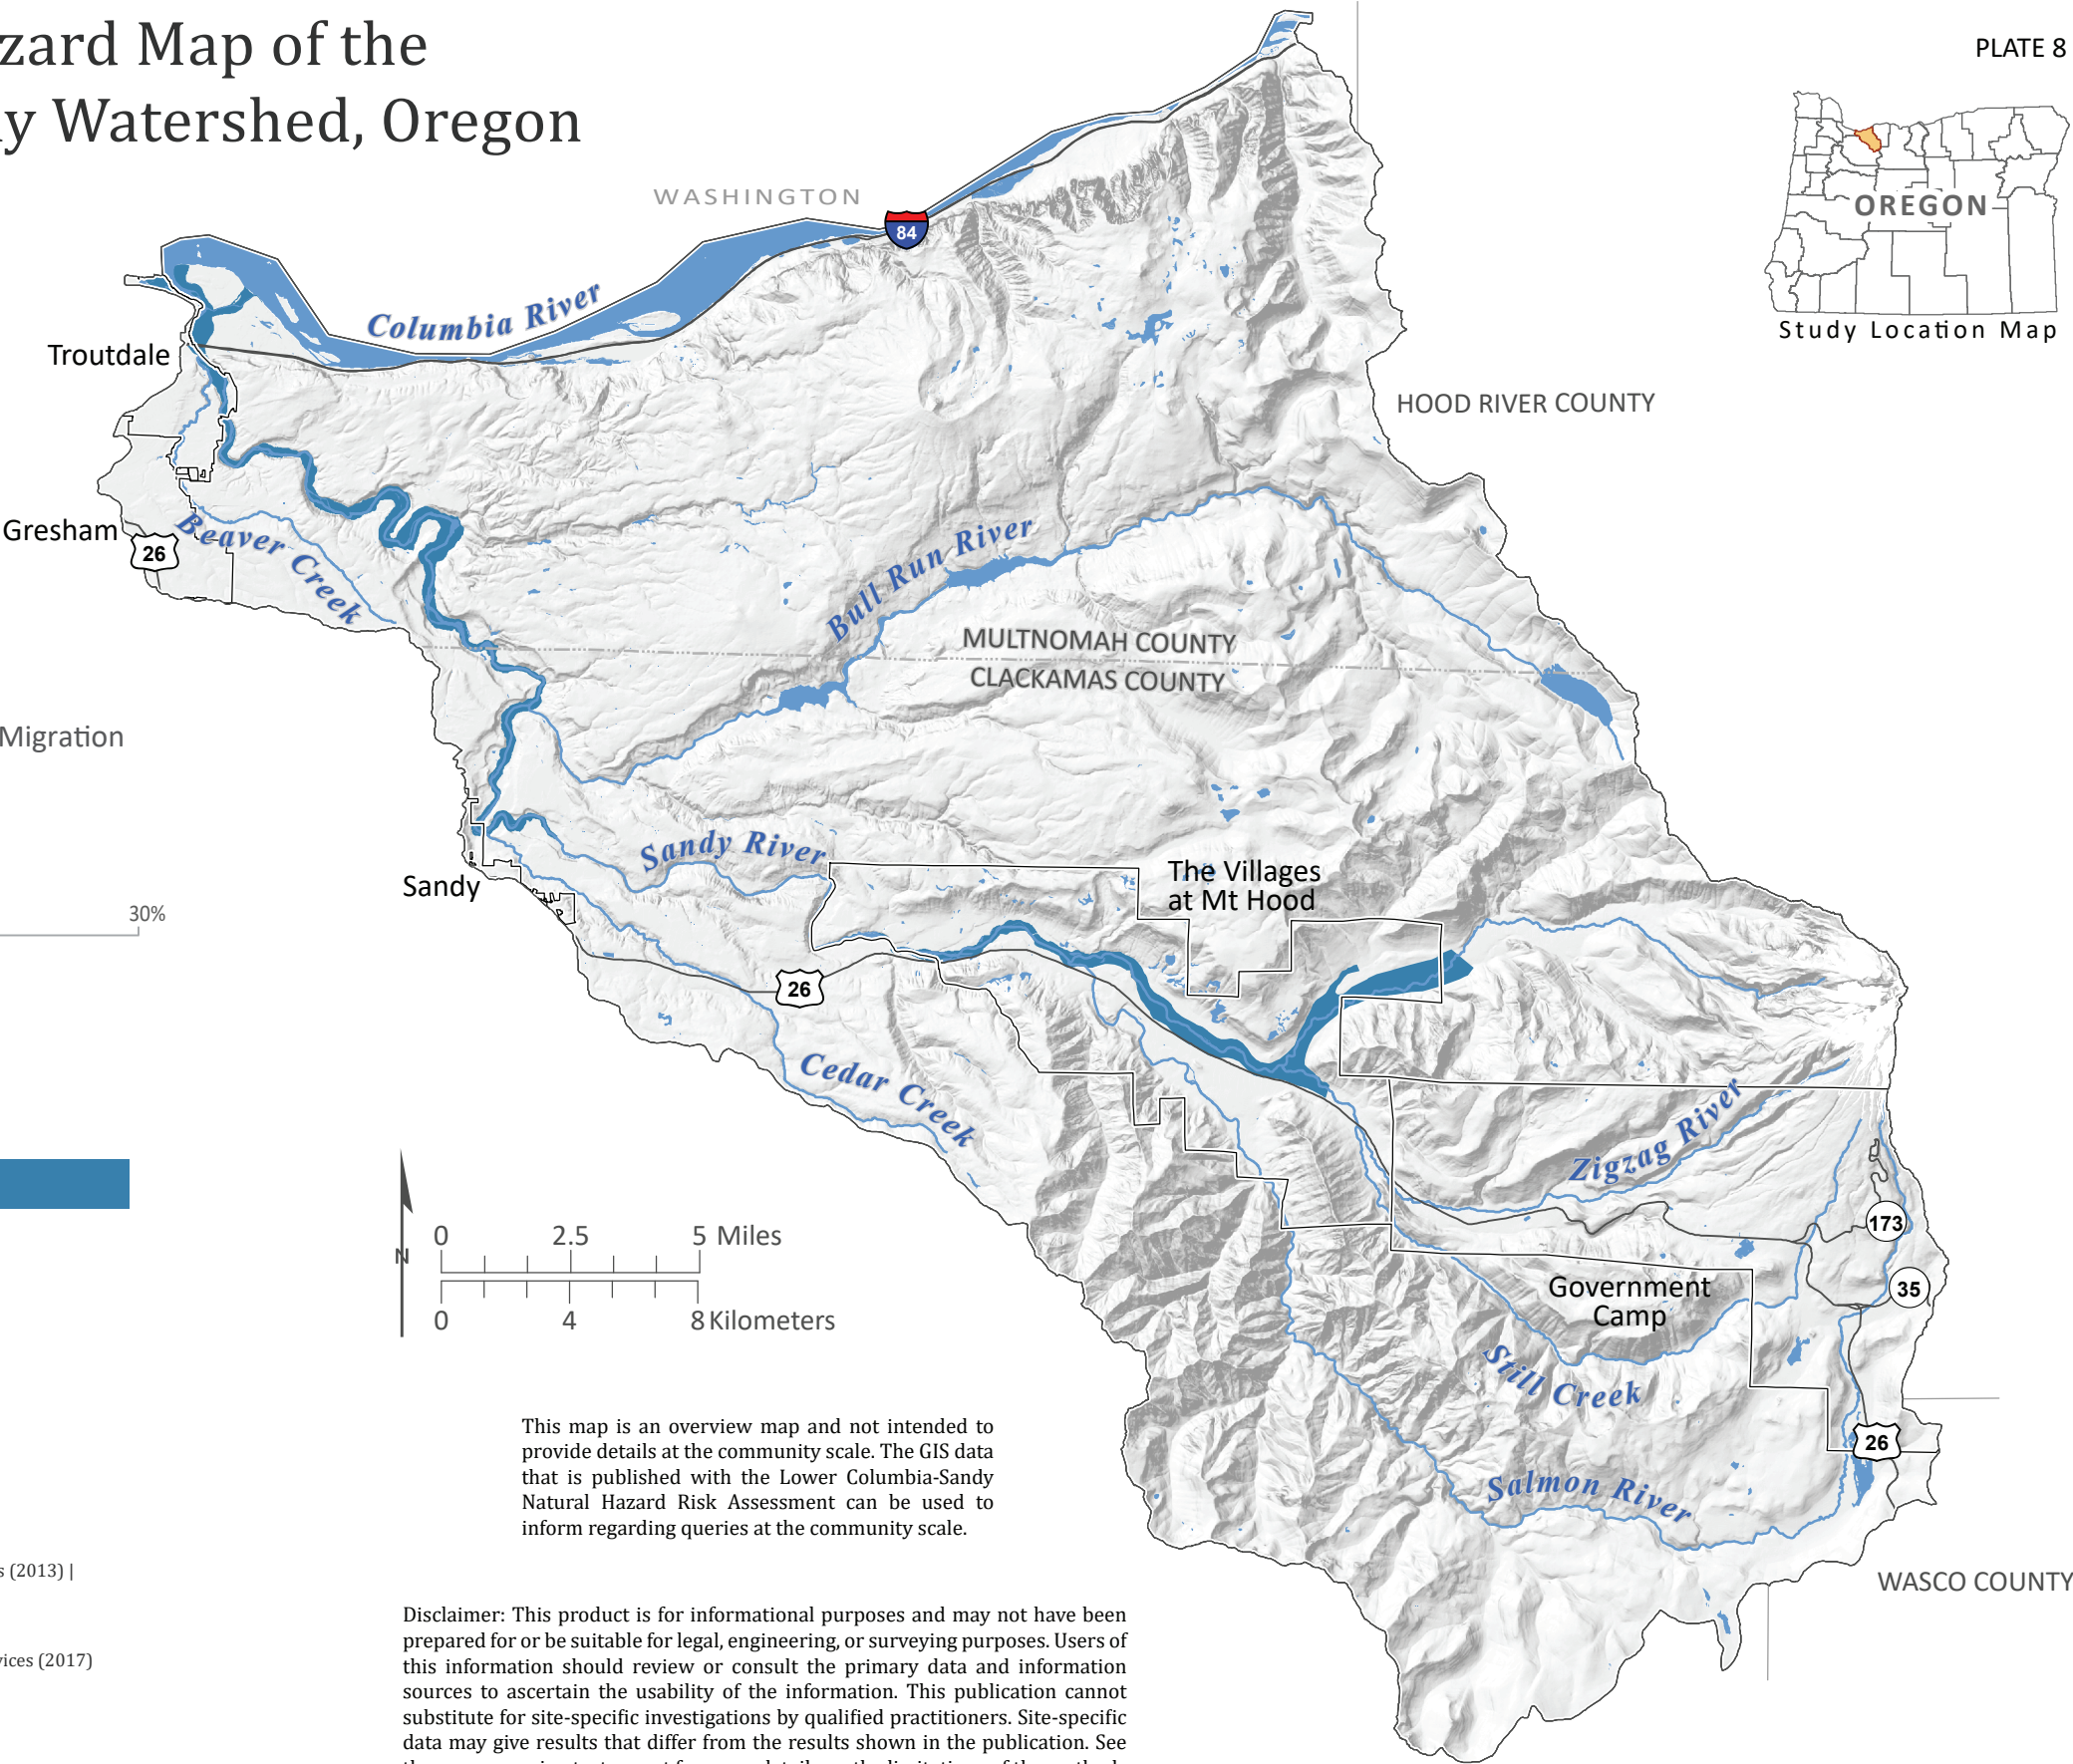 zard Map of the
y Watershed, Oregon
PLATE 8
OREGON
Study Location Map
WASHINGTON
84
Columbia River
Troutdale
HOOD RIVER COUNTY
Gresham
26
Beaver Creek
Bull Run River
MULTNOMAH COUNTY
CLACKAMAS COUNTY
Migration
Sandy River
The Villages
at Mt Hood
Sandy
30%
26
Cedar Creek
Zigzag River
173
N
0 2.5 5 Miles
0 4 8 Kilometers
Government
Camp
35
Still Creek
26
Salmon River
This map is an overview map and not intended to
provide details at the community scale. The GIS data
that is published with the Lower Columbia-Sandy
Natural Hazard Risk Assessment can be used to
inform regarding queries at the community scale.
s (2013) |
WASCO COUNTY
vices (2017)
Disclaimer: This product is for informational purposes and may not have been
prepared for or be suitable for legal, engineering, or surveying purposes. Users of
this information should review or consult the primary data and information
sources to ascertain the usability of the information. This publication cannot
substitute for site-specific investigations by qualified practitioners. Site-specific
data may give results that differ from the results shown in the publication. See